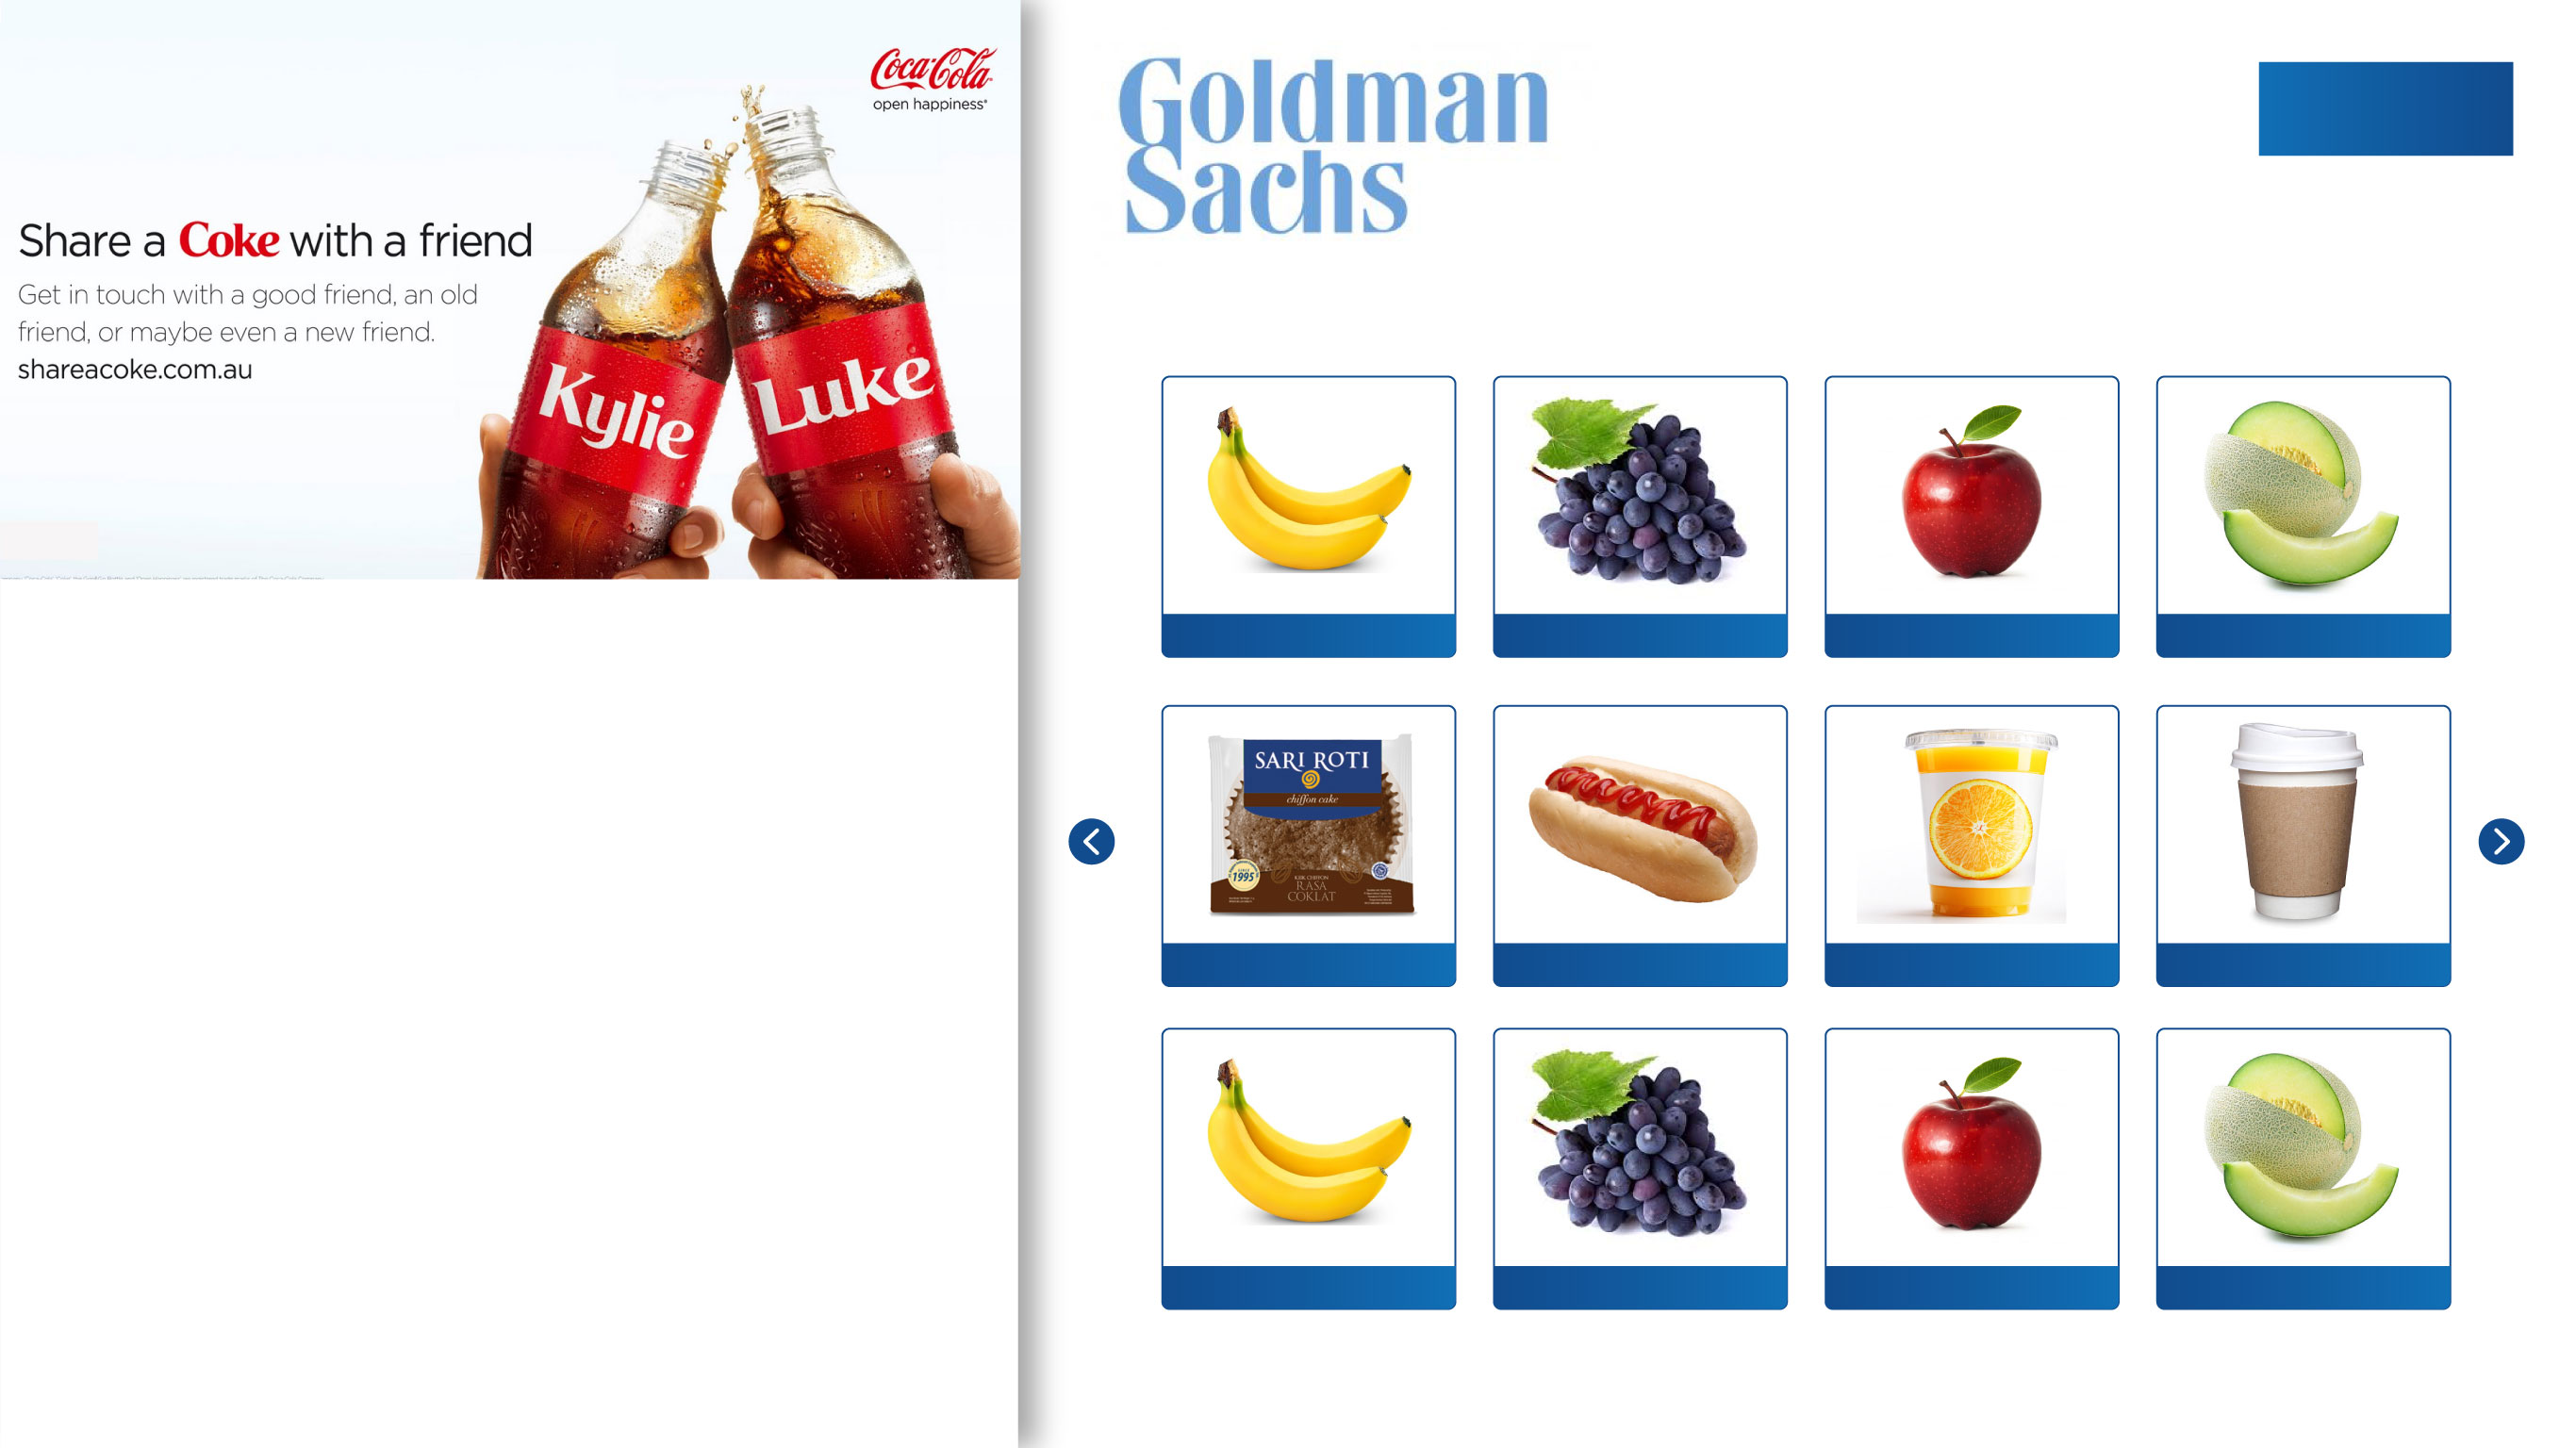 Coca-Cola
open happiness
Share a Coke with a friend
Get in touch with a good friend, an old
friend, or maybe even a new friend.
shareacoke.com.au
Kylie
Luke
Goldman
Sachs
SARI ROTI
chiffon cake
1995
RASA
COKLAT